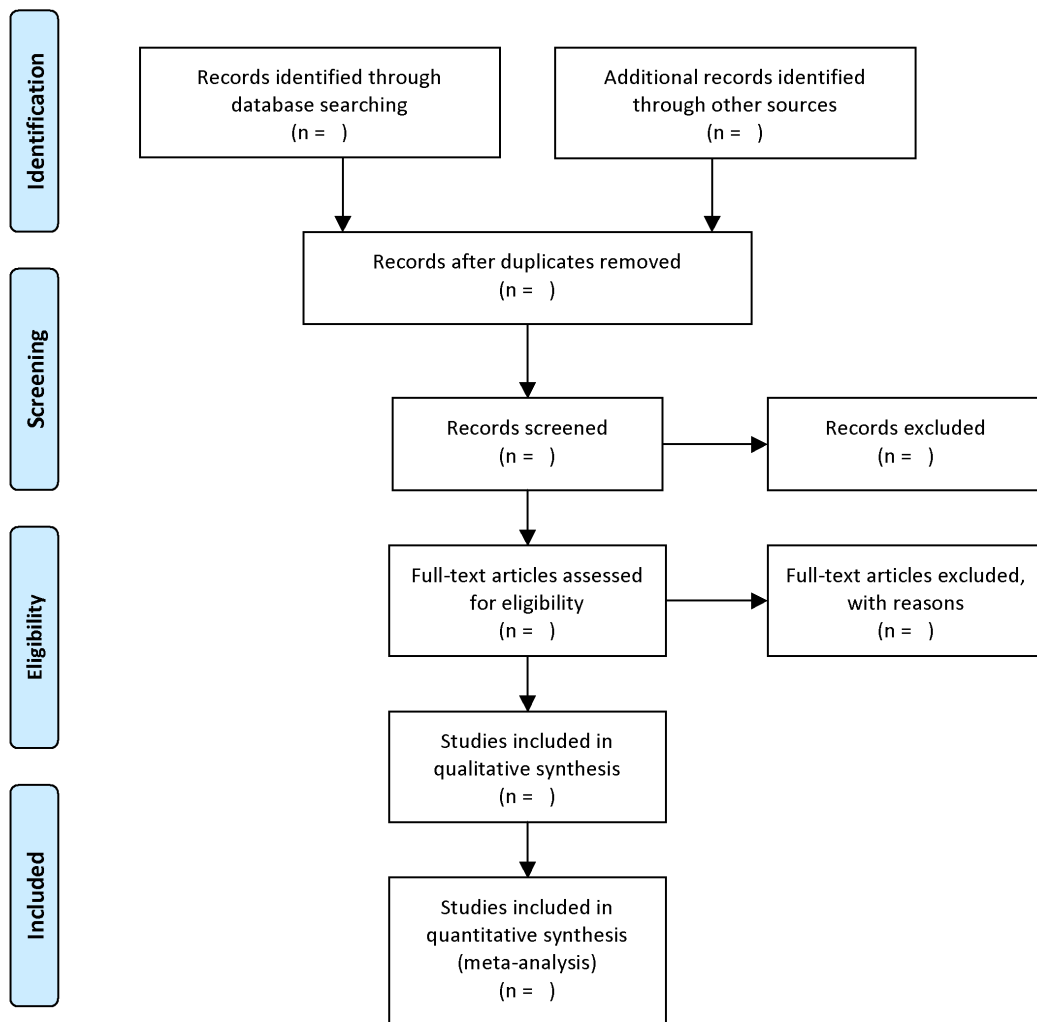 Identification
Records identified through
database searching
(n =   )
Additional records identified
through other sources
(n =   )
Records after duplicates removed
(n =   )
Screening
Records screened
(n =   )
Records excluded
(n =   )
Eligibility
Full-text articles assessed
for eligibility
(n =   )
Full-text articles excluded,
with reasons
(n =   )
Studies included in
qualitative synthesis
(n =   )
Included
Studies included in
quantitative synthesis
(meta-analysis)
(n =   )